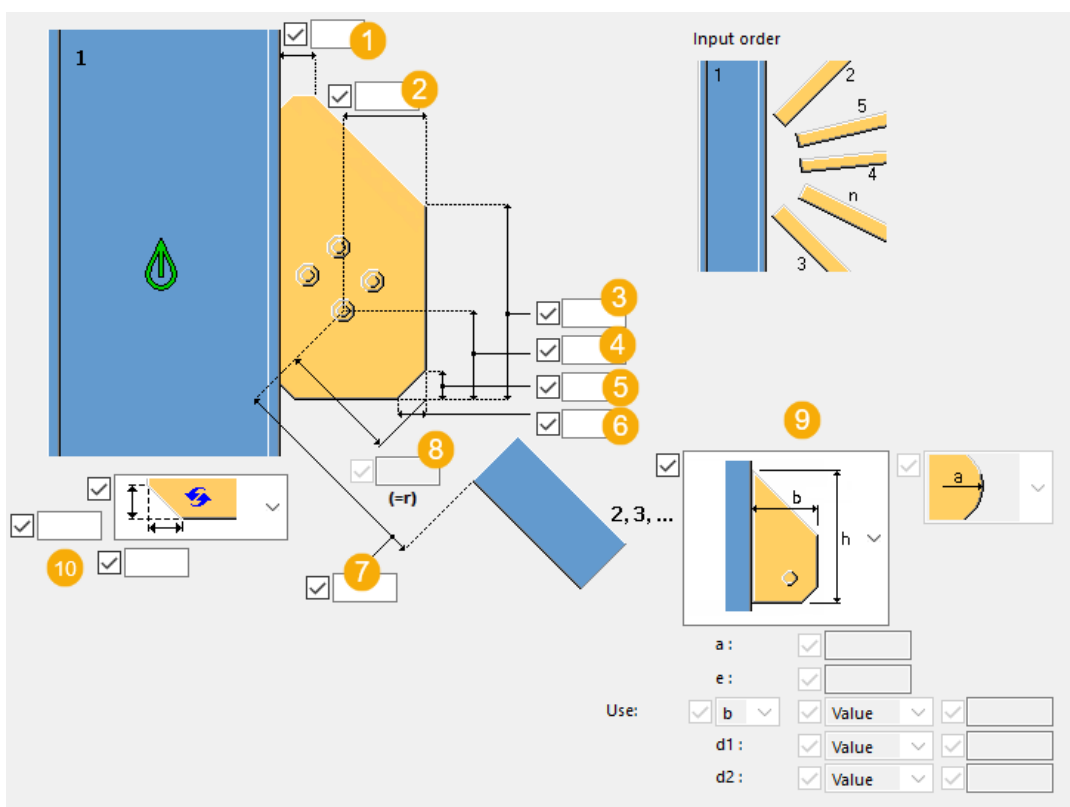 1
1
Input order
2
1
2
5
4
n
3
3
4
5
6
8
9
(=r)
a
b
2, 3, ...
h
10
7
a :
e :
Use:
b
Value
d1 :
Value
d2 :
Value